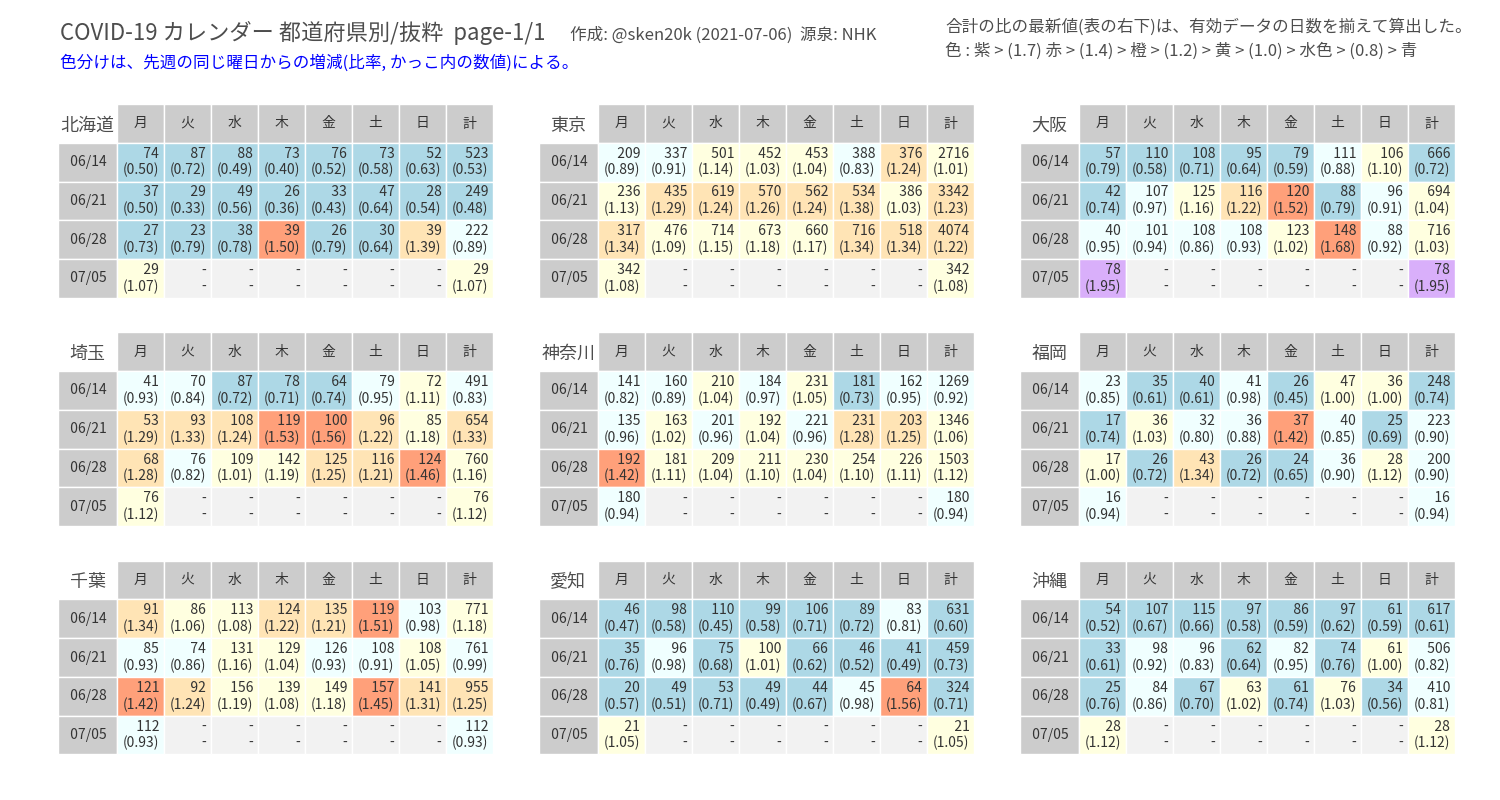 COVID-19 カレンダー 都道府県別/抜粋 page-1/1 作成: @sken20k (2021-07-06) 源泉: NHK
合計の比の最新値(表の右下)は、有効データの日数を揃えて算出した。
色分けは、先週の同じ曜日からの増減(比率, かっこ内の数値)による。
色 : 紫 > (1.7) 赤 > (1.4) > 橙 > (1.2) > 黄 > (1.0) > 水色 > (0.8) > 青
北海道 月 火 水 木 金 土 日 計
06/14 74 87 88 73 76 73 52 523
(0.50) (0.72) (0.49) (0.40) (0.52) (0.58) (0.63) (0.53)
06/21 37 29 49 26 33 47 28 249
(0.50) (0.33) (0.56) (0.36) (0.43) (0.64) (0.54) (0.48)
06/28 27 23 38 39 26 30 39 222
(0.73) (0.79) (0.78) (1.50) (0.79) (0.64) (1.39) (0.89)
07/05 29 - - - - - - 29
(1.07) - - - - - - (1.07)
東京 月 火 水 木 金 土 日 計
06/14 209 337 501 452 453 388 376 2716
(0.89) (0.91) (1.14) (1.03) (1.04) (0.83) (1.24) (1.01)
06/21 236 435 619 570 562 534 386 3342
(1.13) (1.29) (1.24) (1.26) (1.24) (1.38) (1.03) (1.23)
06/28 317 476 714 673 660 716 518 4074
(1.34) (1.09) (1.15) (1.18) (1.17) (1.34) (1.34) (1.22)
07/05 342 - - - - - - 342
(1.08) - - - - - - (1.08)
大阪 月 火 水 木 金 土 日 計
06/14 57 110 108 95 79 111 106 666
(0.79) (0.58) (0.71) (0.64) (0.59) (0.88) (1.10) (0.72)
06/21 42 107 125 116 120 88 96 694
(0.74) (0.97) (1.16) (1.22) (1.52) (0.79) (0.91) (1.04)
06/28 40 101 108 108 123 148 88 716
(0.95) (0.94) (0.86) (0.93) (1.02) (1.68) (0.92) (1.03)
07/05 78 - - - - - - 78
(1.95) - - - - - - (1.95)
埼玉 月 火 水 木 金 土 日 計
06/14 41 70 87 78 64 79 72 491
(0.93) (0.84) (0.72) (0.71) (0.74) (0.95) (1.11) (0.83)
06/21 53 93 108 119 100 96 85 654
(1.29) (1.33) (1.24) (1.53) (1.56) (1.22) (1.18) (1.33)
06/28 68 76 109 142 125 116 124 760
(1.28) (0.82) (1.01) (1.19) (1.25) (1.21) (1.46) (1.16)
07/05 76 - - - - - - 76
(1.12) - - - - - - (1.12)
神奈川 月 火 水 木 金 土 日 計
06/14 141 160 210 184 231 181 162 1269
(0.82) (0.89) (1.04) (0.97) (1.05) (0.73) (0.95) (0.92)
06/21 135 163 201 192 221 231 203 1346
(0.96) (1.02) (0.96) (1.04) (0.96) (1.28) (1.25) (1.06)
06/28 192 181 209 211 230 254 226 1503
(1.42) (1.11) (1.04) (1.10) (1.04) (1.10) (1.11) (1.12)
07/05 180 - - - - - - 180
(0.94) - - - - - - (0.94)
福岡 月 火 水 木 金 土 日 計
06/14 23 35 40 41 26 47 36 248
(0.85) (0.61) (0.61) (0.98) (0.45) (1.00) (1.00) (0.74)
06/21 17 36 32 36 37 40 25 223
(0.74) (1.03) (0.80) (0.88) (1.42) (0.85) (0.69) (0.90)
06/28 17 26 43 26 24 36 28 200
(1.00) (0.72) (1.34) (0.72) (0.65) (0.90) (1.12) (0.90)
07/05 16 - - - - - - 16
(0.94) - - - - - - (0.94)
千葉 月 火 水 木 金 土 日 計
06/14 91 86 113 124 135 119 103 771
(1.34) (1.06) (1.08) (1.22) (1.21) (1.51) (0.98) (1.18)
06/21 85 74 131 129 126 108 108 761
(0.93) (0.86) (1.16) (1.04) (0.93) (0.91) (1.05) (0.99)
06/28 121 92 156 139 149 157 141 955
(1.42) (1.24) (1.19) (1.08) (1.18) (1.45) (1.31) (1.25)
07/05 112 - - - - - - 112
(0.93) - - - - - - (0.93)
愛知 月 火 水 木 金 土 日 計
06/14 46 98 110 99 106 89 83 631
(0.47) (0.58) (0.45) (0.58) (0.71) (0.72) (0.81) (0.60)
06/21 35 96 75 100 66 46 41 459
(0.76) (0.98) (0.68) (1.01) (0.62) (0.52) (0.49) (0.73)
06/28 20 49 53 49 44 45 64 324
(0.57) (0.51) (0.71) (0.49) (0.67) (0.98) (1.56) (0.71)
07/05 21 - - - - - - 21
(1.05) - - - - - - (1.05)
沖縄 月 火 水 木 金 土 日 計
06/14 54 107 115 97 86 97 61 617
(0.52) (0.67) (0.66) (0.58) (0.59) (0.62) (0.59) (0.61)
06/21 33 98 96 62 82 74 61 506
(0.61) (0.92) (0.83) (0.64) (0.95) (0.76) (1.00) (0.82)
06/28 25 84 67 63 61 76 34 410
(0.76) (0.86) (0.70) (1.02) (0.74) (1.03) (0.56) (0.81)
07/05 28 - - - - - - 28
(1.12) - - - - - - (1.12)